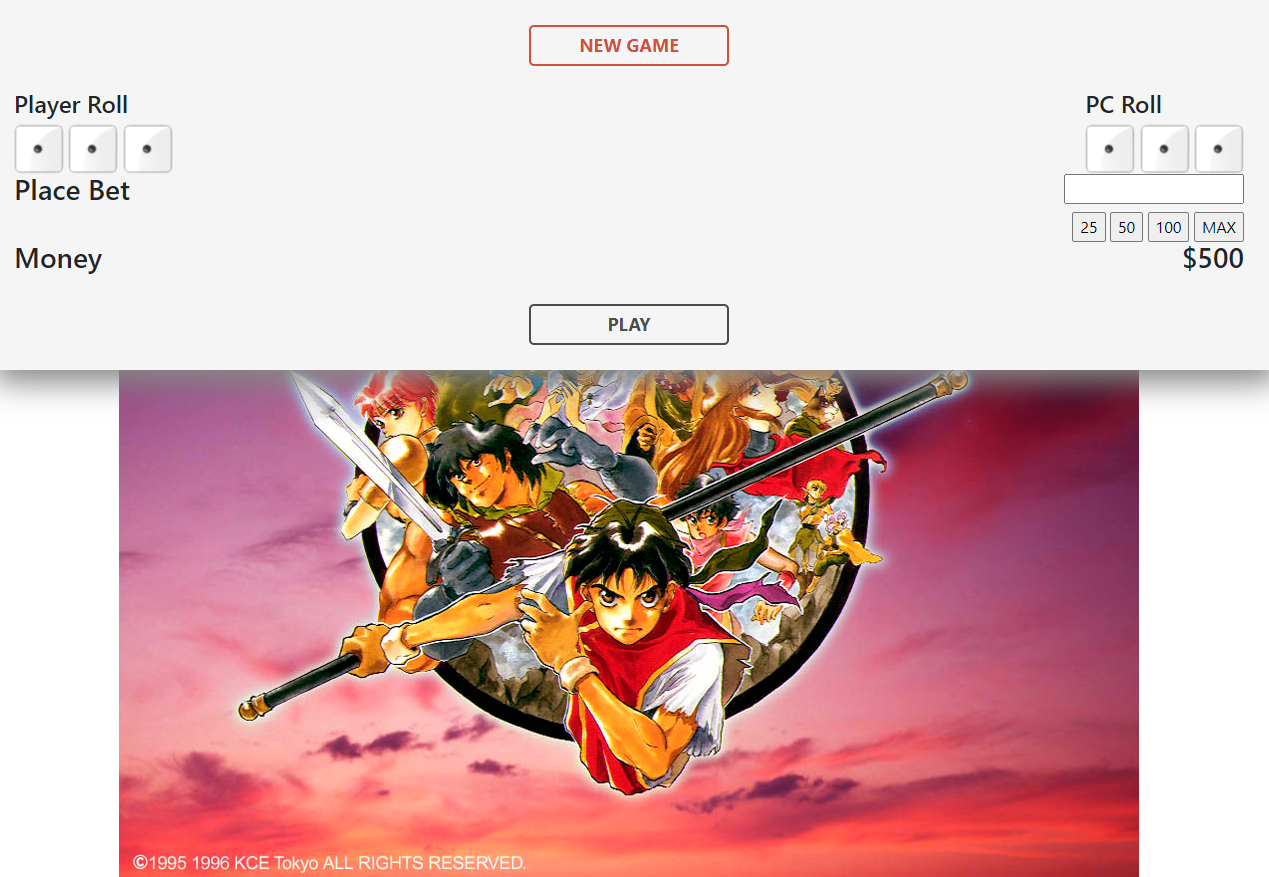 NEW GAME
Player Roll
PC Roll
Place Bet
25 50 100 MAX
Money
$500
PLAY
©1995 1996 KCE Tokyo ALL RIGHTS RESERVED.